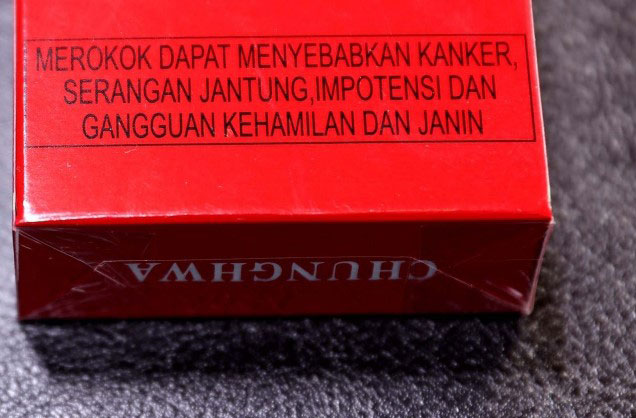 MEROKOK DAPAT MENYEBABKAN KANKER,
SERANGAN JANTUNG,IMPOTENSI DAN
GANGGUAN KEHAMILAN DAN JANIN
CHUNGHWA